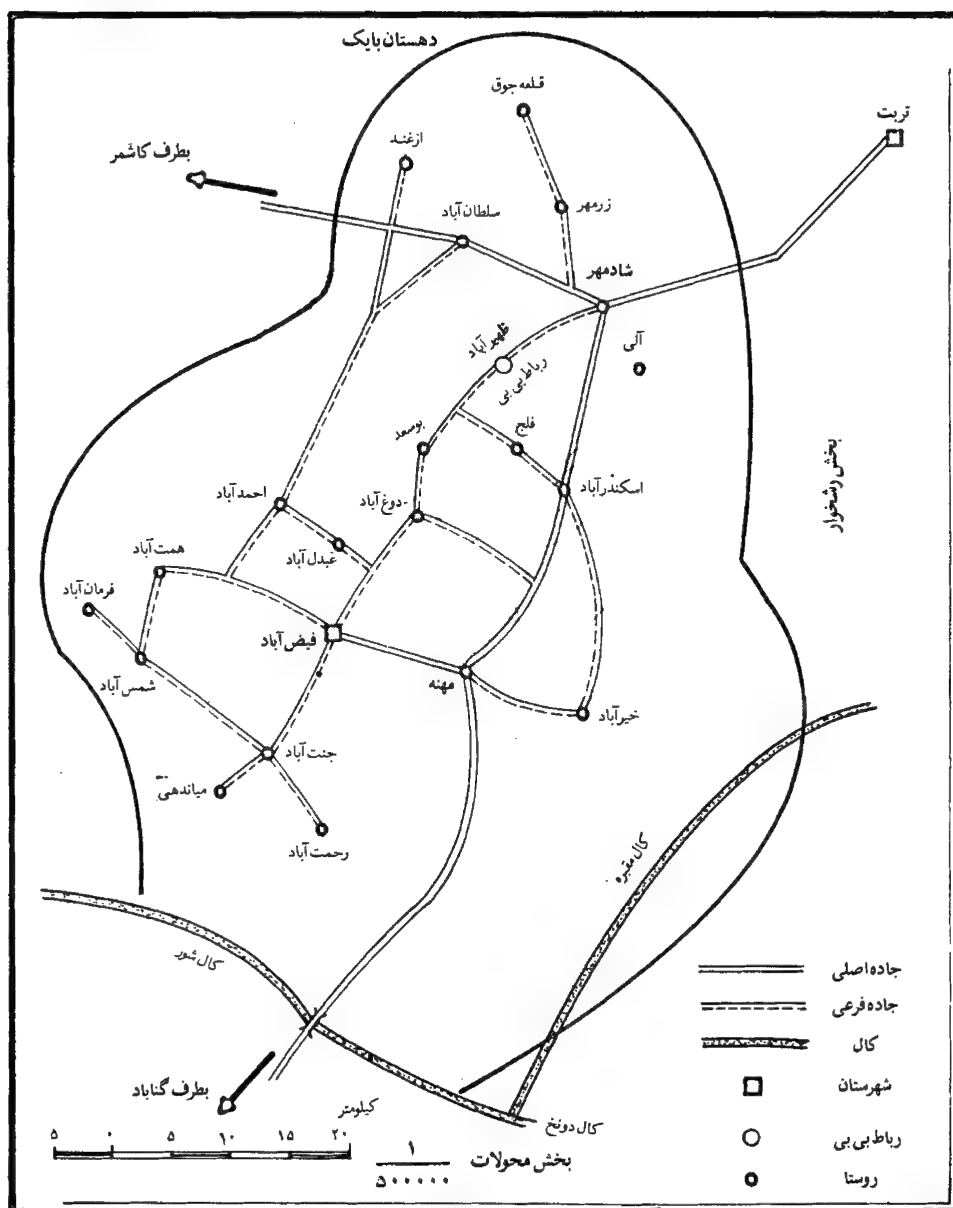 دهستان بایک
قلعه جوق
تربت
ازغند
بطرف کاشمر
زرمهر
سلطان آباد
شادمهر
ظهیرآباد
آلی
رباط بی بی
بوسعد
فلج
بخش رشخوار
احمدآباد
دوغ آباد
اسکندرآباد
عبدل آباد
همت آباد
فرمان آباد
فیض آباد
شمس آباد
مهنه
خیرآباد
جنت آباد
میاندهی
رحمت آباد
کال مقبره
کال شور
جاده اصلی
جاده فرعی
کال
شهرستان
رباط بی بی
روستا
بطرف گناباد
کیلومتر
کال دونخ
۵ ۰ ۵ ۱۰ ۱۵ ۲۰
۱
۵۰۰۰۰۰
بخش محولات